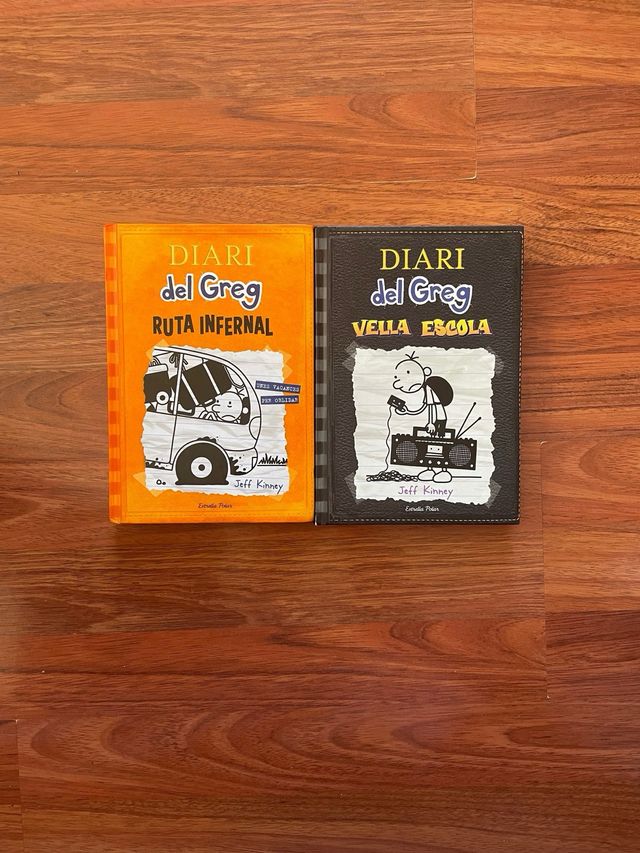 DIARI
del Greg
RUTA INFERNAL
UNES VACANCES
PER OBLIDAR
Jeff Kinney
Estrella Polar
DIARI
del Greg
VELLA ESCOLA
Jeff Kinney
Estrella Polar